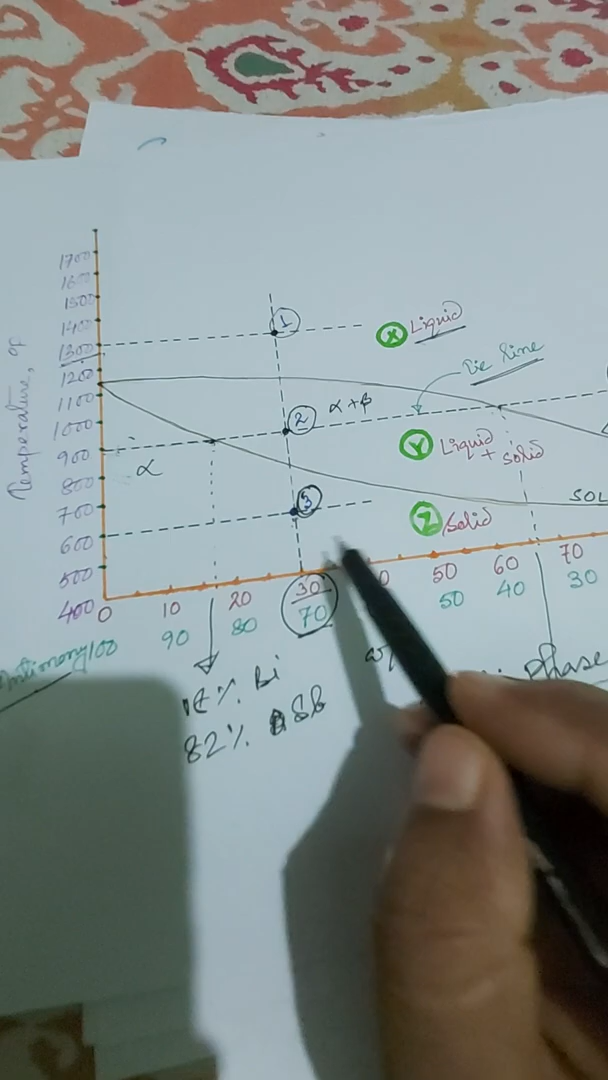 1700
1600
1500
1400
1300
1200
1100
1000
900
800
700
600
500
400
Temperature, of
1
X Liquid
Tie line
2
α+β
α
Y Liquid + solid
3
Z Solid
SOL
0 10 20 30 50 60 70
100 90 80 70 50 40 30
% Bi
82% Sb
Phase